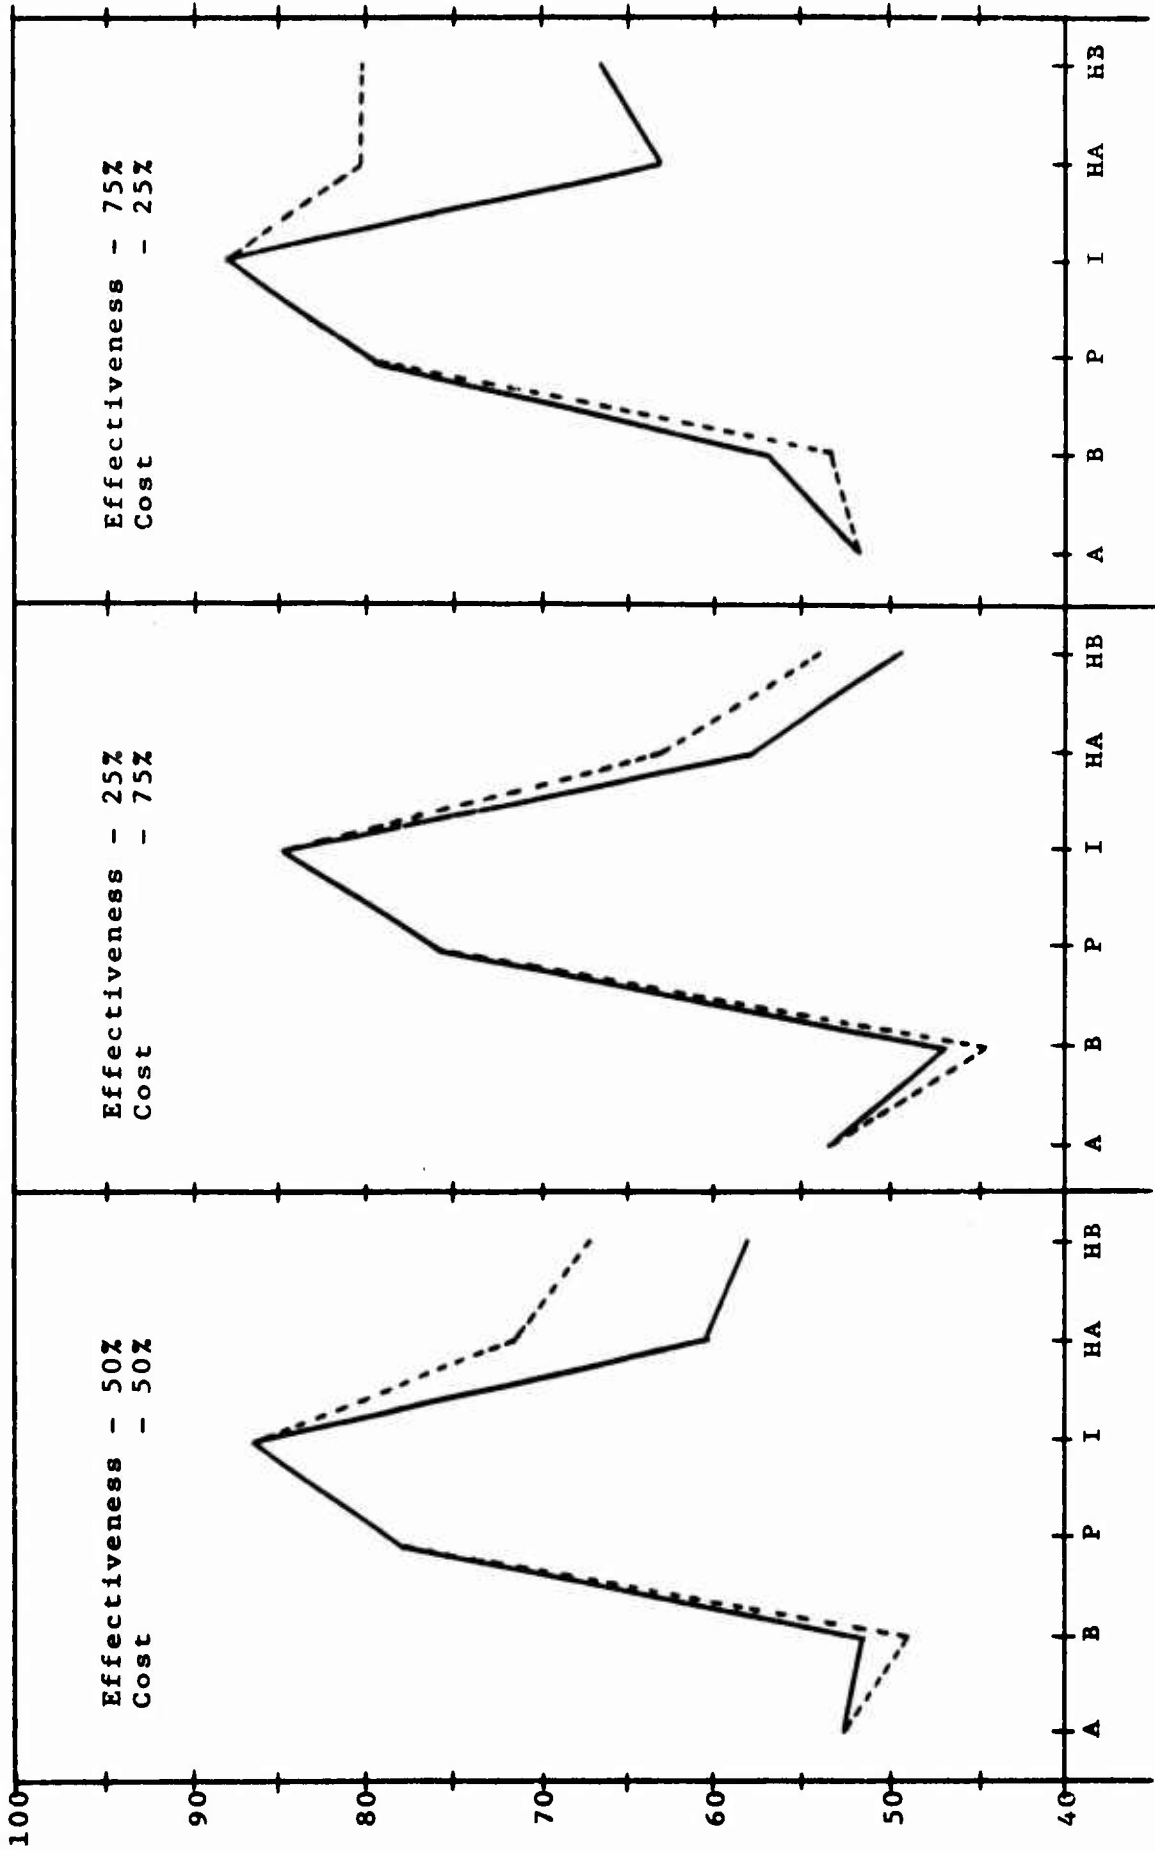 Effectiveness - 50%
Cost - 50%
Effectiveness - 25%
Cost - 75%
Effectiveness - 75%
Cost - 25%
100
90
80
70
60
50
40
A B P I HA HB
A B P I HA HB
A B P I HA HB